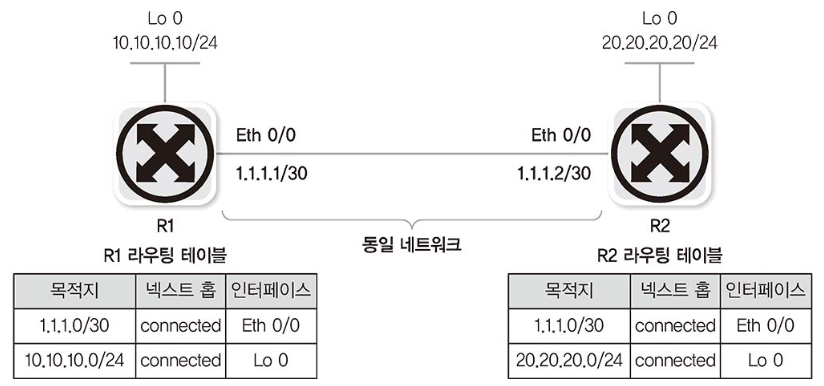 Lo 0
10.10.10.10/24
Lo 0
20.20.20.20/24
Eth 0/0
Eth 0/0
1.1.1.1/30
1.1.1.2/30
R1
R2
동일 네트워크
R1 라우팅 테이블
목적지 넥스트 홉 인터페이스
1.1.1.0/30 connected Eth 0/0
10.10.10.0/24 connected Lo 0
R2 라우팅 테이블
목적지 넥스트 홉 인터페이스
1.1.1.0/30 connected Eth 0/0
20.20.20.0/24 connected Lo 0